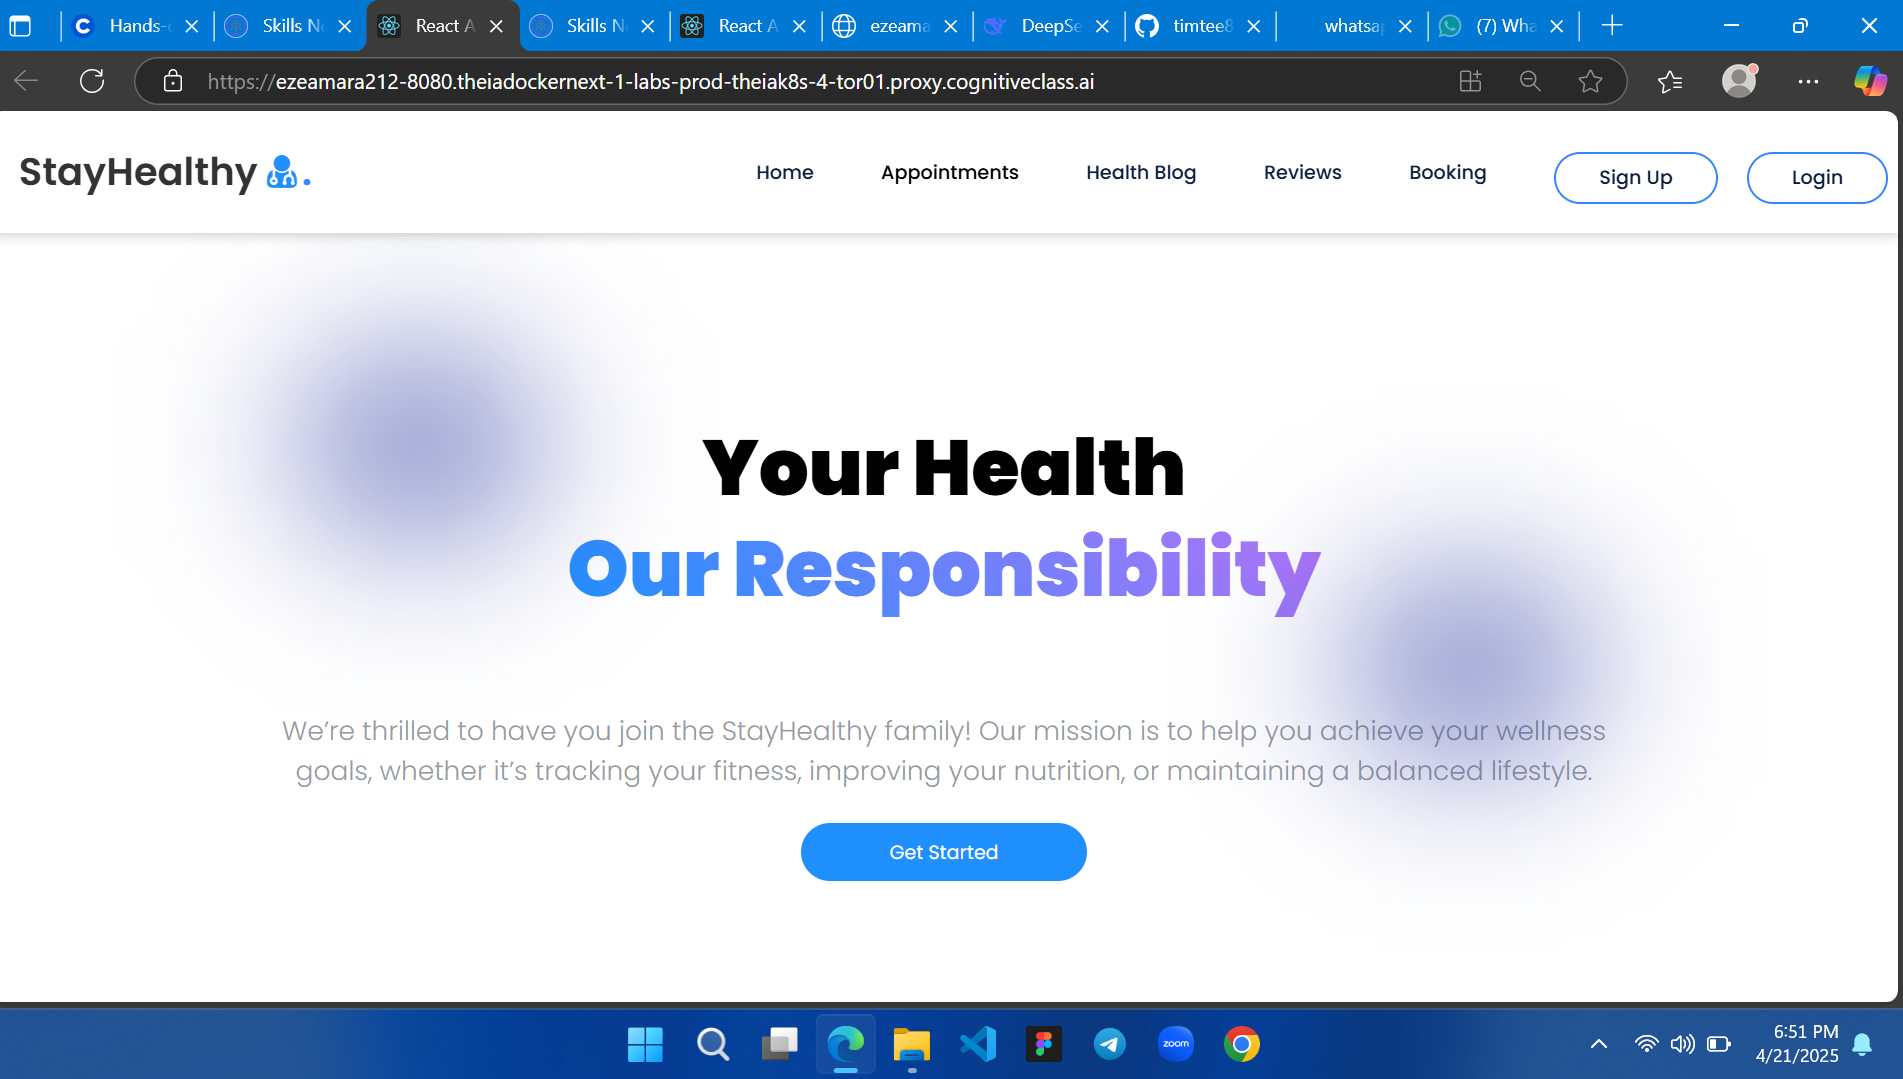 Hands-
Skills N
React A
Skills N
React A
ezeama
DeepSe
timtee8
whatsap
(7) Wha
https://ezeamara212-8080.theiadockernext-1-labs-prod-theiak8s-4-tor01.proxy.cognitiveclass.ai
StayHealthy .
Home
Appointments
Health Blog
Reviews
Booking
Sign Up
Login
Your Health
Our Responsibility
We’re thrilled to have you join the StayHealthy family! Our mission is to help you achieve your wellness
goals, whether it’s tracking your fitness, improving your nutrition, or maintaining a balanced lifestyle.
Get Started
zoom
6:51 PM
4/21/2025